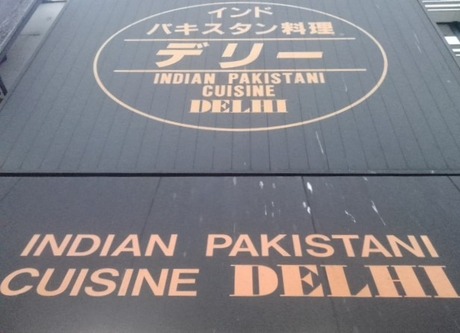 インド
パキスタン料理
デリー
INDIAN PAKISTANI
CUISINE
DELHI
INDIAN PAKISTANI
CUISINE DELHI